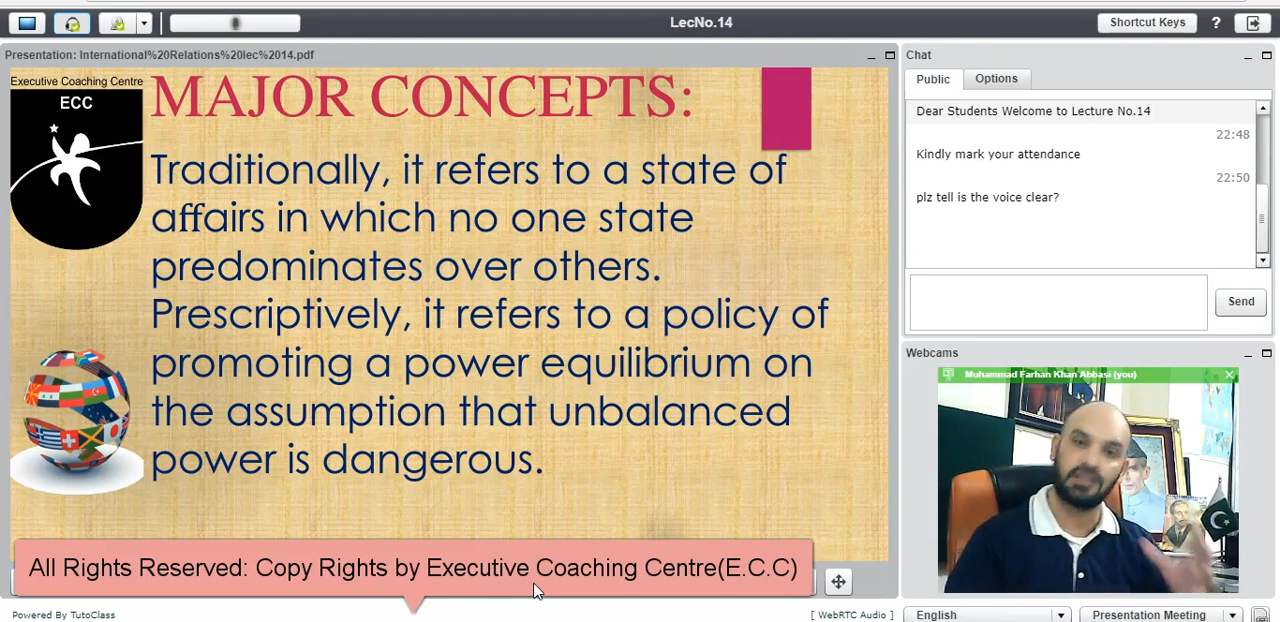 LecNo.14
Shortcut Keys
?
Presentation: International%20Relations%20lec%2014.pdf
Executive Coaching Centre
ECC
MAJOR CONCEPTS:
Traditionally, it refers to a state of
affairs in which no one state
predominates over others.
Prescriptively, it refers to a policy of
promoting a power equilibrium on
the assumption that unbalanced
power is dangerous.
All Rights Reserved: Copy Rights by Executive Coaching Centre(E.C.C)
Powered By TutoClass
[ WebRTC Audio ]
Chat
Public
Options
Dear Students Welcome to Lecture No.14
22:48
Kindly mark your attendance
22:50
plz tell is the voice clear?
Send
Webcams
Muhammad Farhan Khan Abbasi (you)
English
Presentation Meeting